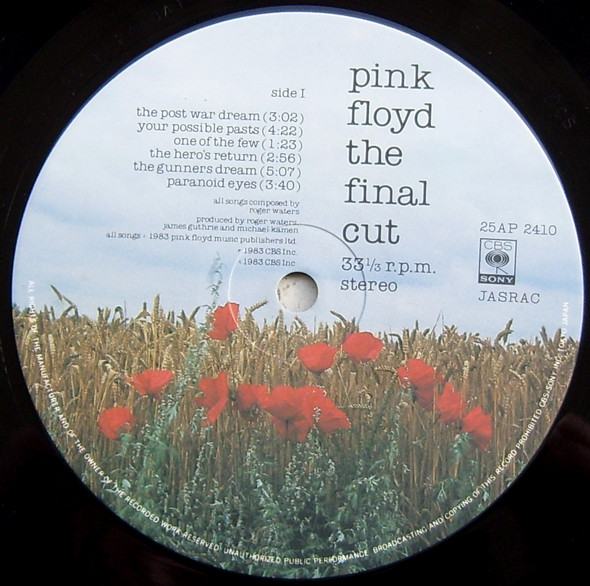 side I
the post war dream (3:02)
your possible pasts (4:22)
one of the few (1:23)
the hero's return (2:56)
the gunners dream (5:07)
paranoid eyes (3:40)
all songs composed by
roger waters
produced by roger waters
james guthrie and michael kamen
all songs © 1983 pink floyd music publishers ltd.
℗ 1983 CBS Inc.
© 1983 CBS Inc.
pink
floyd
the
final
cut
33⅓ r.p.m.
stereo
25AP 2410
CBS
SONY
JASRAC
THE MANUFACTURER AND OF THE OWNER OF THE RECORDED WORK RESERVED UNAUTHORIZED PUBLIC PERFORMANCE BROADCASTING AND COPYING OF THIS RECORD PROHIBITED CBS/SONY INC. TOKYO JAPAN